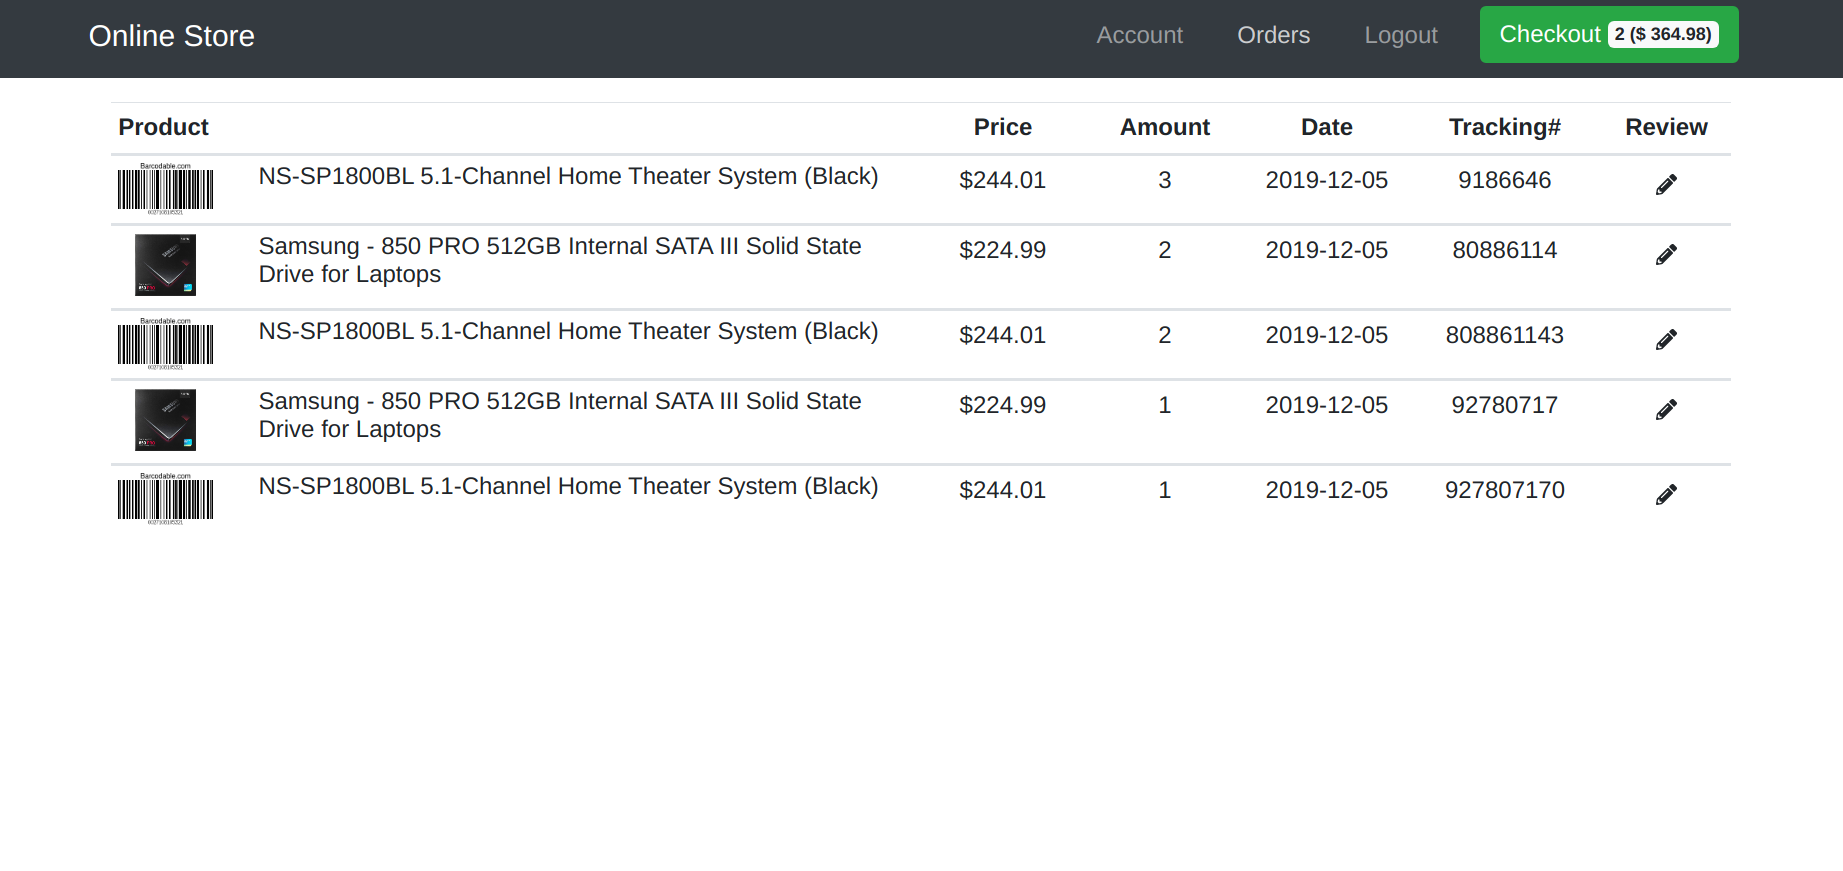 Online Store
Account
Orders
Logout
Checkout 2 ($ 364.98)
Product
Price
Amount
Date
Tracking#
Review
Barcodable.com
NS-SP1800BL 5.1-Channel Home Theater System (Black)
$244.01
3
2019-12-05
9186646
Samsung - 850 PRO 512GB Internal SATA III Solid State
Drive for Laptops
$224.99
2
2019-12-05
80886114
Barcodable.com
NS-SP1800BL 5.1-Channel Home Theater System (Black)
$244.01
2
2019-12-05
808861143
Samsung - 850 PRO 512GB Internal SATA III Solid State
Drive for Laptops
$224.99
1
2019-12-05
92780717
Barcodable.com
NS-SP1800BL 5.1-Channel Home Theater System (Black)
$244.01
1
2019-12-05
927807170